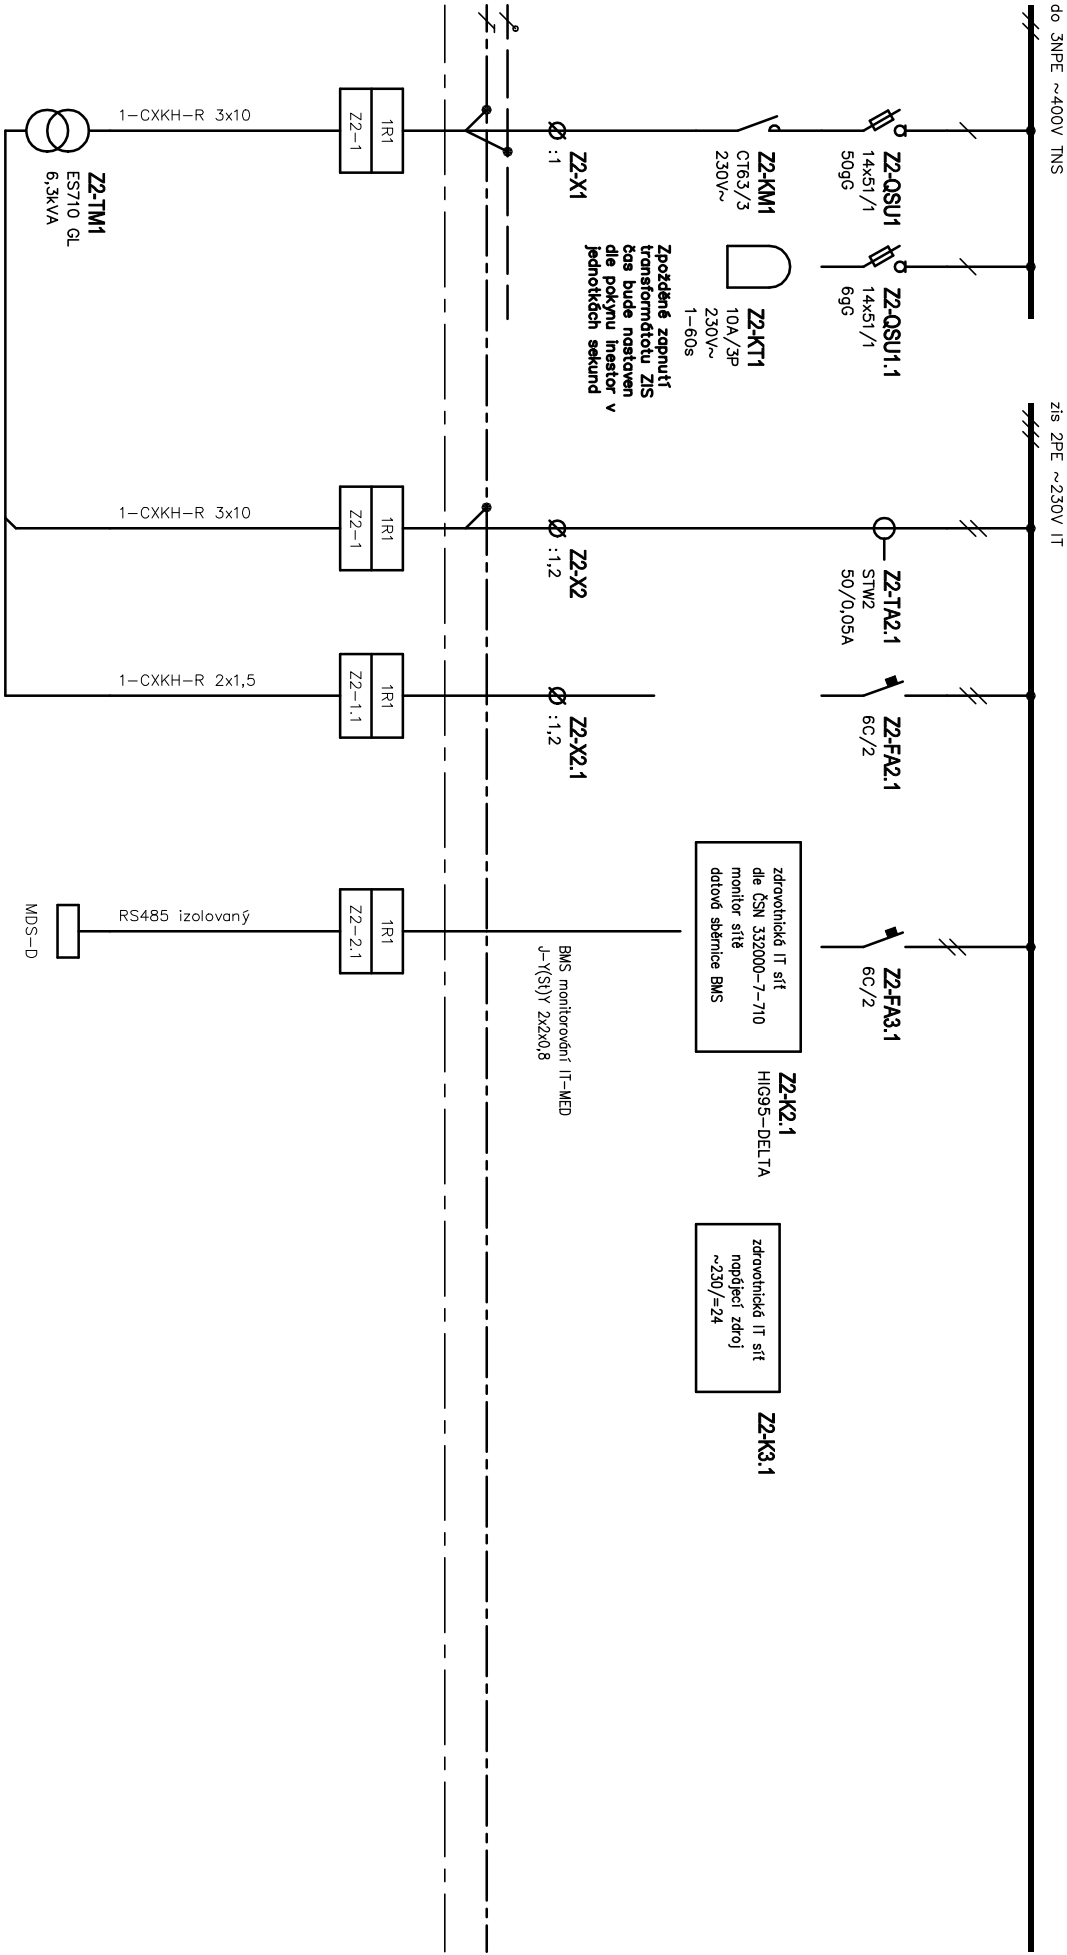 do 3NPE ~400V TNS
zis 2PE ~230V IT
Z2-QSU1
14x51/1
50gG
Z2-QSU1.1
14x51/1
6gG
Z2-TA2.1
STW2
50/0,05A
Z2-FA2.1
6C/2
Z2-FA3.1
6C/2
Z2-KM1
CT63/3
230V~
Z2-KT1
10A/3P
230V~
1-60s
zdravotnická IT síť
dle ČSN 332000-7-710
monitor sítě
datová sběrnice BMS
Z2-K2.1
HIG95-DELTA
zdravotnická IT síť
napájecí zdroj
~230/=24
Z2-K3.1
Zpožděné zapnutí
transformátotu ZIS
čas bude nastaven
dle pokynu inestor v
jednotkách sekund
Z2-X1
:1
Z2-X2
:1,2
Z2-X2.1
:1,2
BMS monitorování IT-MED
J-Y(St)Y 2x2x0,8
1R1
Z2-1
1R1
Z2-1
1R1
Z2-1.1
1R1
Z2-2.1
1-CXKH-R 3x10
1-CXKH-R 3x10
1-CXKH-R 2x1,5
RS485 izolovaný
Z2-TM1
ES710 GL
6,3kVA
MDS-D